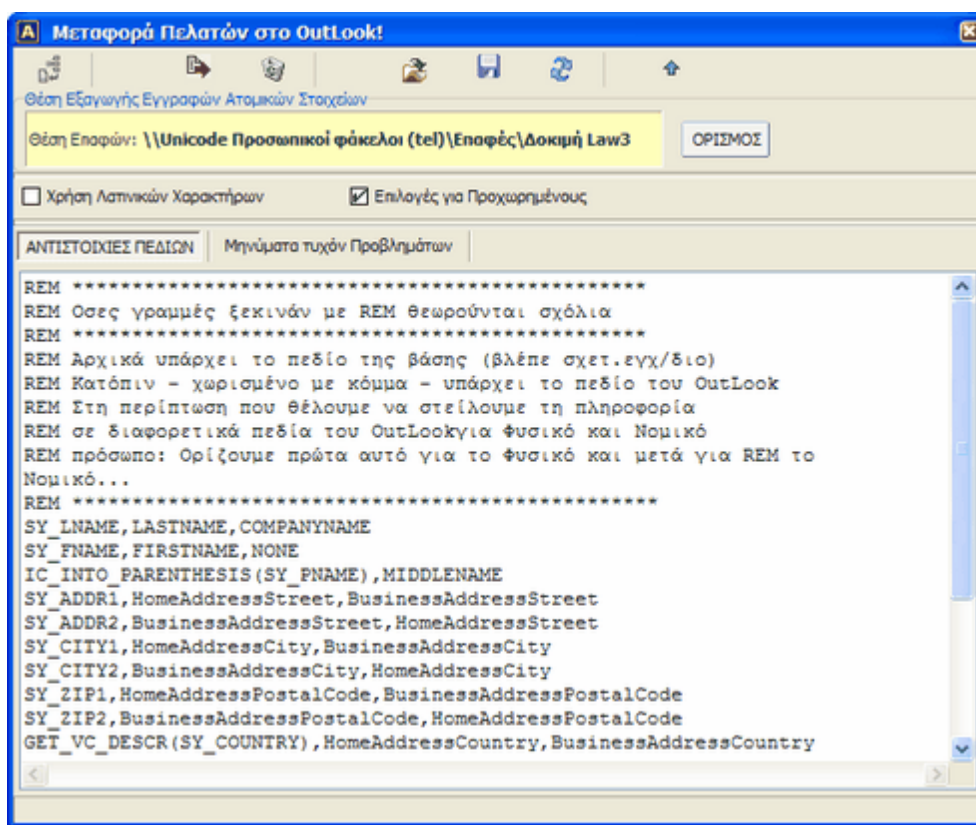 Μεταφορά Πελατών στο OutLook!
Θέση Εξαγωγής Εγγραφών Ατομικών Στοιχείων
Θέση Επαφών: \\Unicode Προσωπικοί φάκελοι (tel)\Επαφές\Δοκιμή Law3 ΟΡΙΣΜΟΣ
Χρήση Λατινικών Χαρακτήρων Επιλογές για Προχωρημένους
ΑΝΤΙΣΤΟΙΧΙΕΣ ΠΕΔΙΩΝ Μηνύματα τυχόν Προβλημάτων
REM ************************************************
REM Οσες γραμμές ξεκινάν με REM θεωρούνται σχόλια
REM ************************************************
REM Αρχικά υπάρχει το πεδίο της βάσης (βλέπε σχετ.εγχ/διο)
REM Κατόπιν - χωρισμένο με κόμμα - υπάρχει το πεδίο του OutLook
REM Στη περίπτωση που θέλουμε να στείλουμε τη πληροφορία
REM σε διαφορετικά πεδία του OutLookγια Φυσικό και Νομικό
REM πρόσωπο: Ορίζουμε πρώτα αυτό για το Φυσικό και μετά για REM το
Νομικό...
REM *************************************************
SY_LNAME,LASTNAME,COMPANYNAME
SY_FNAME,FIRSTNAME,NONE
IC_INTO_PARENTHESIS(SY_PNAME),MIDDLENAME
SY_ADDR1,HomeAddressStreet,BusinessAddressStreet
SY_ADDR2,BusinessAddressStreet,HomeAddressStreet
SY_CITY1,HomeAddressCity,BusinessAddressCity
SY_CITY2,BusinessAddressCity,HomeAddressCity
SY_ZIP1,HomeAddressPostalCode,BusinessAddressPostalCode
SY_ZIP2,BusinessAddressPostalCode,HomeAddressPostalCode
GET_VC_DESCR(SY_COUNTRY),HomeAddressCountry,BusinessAddressCountry